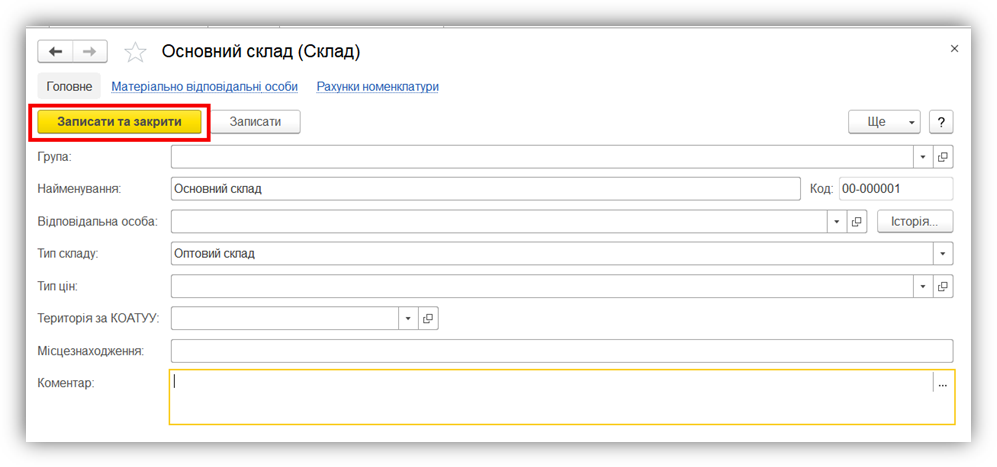 Основний склад (Склад)
Головне Матеріально відповідальні особи Рахунки номенклатури
Записати та закрити Записати Ще ?
Група:
Найменування: Основний склад Код: 00-000001
Відповідальна особа: Історія...
Тип складу: Оптовий склад
Тип цін:
Територія за КОАТУУ:
Місцезнаходження:
Коментар: ...